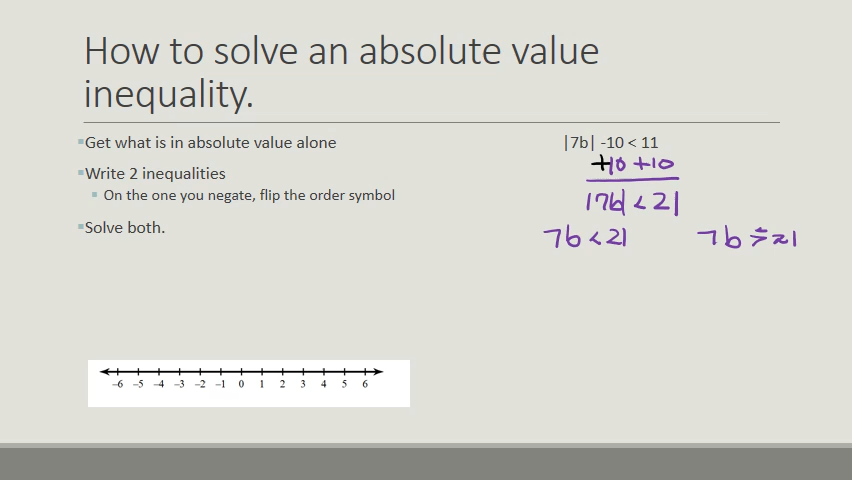 How to solve an absolute value
inequality.
Get what is in absolute value alone
|7b| -10 < 11
+10 +10
Write 2 inequalities
On the one you negate, flip the order symbol
|7b| < 21
Solve both.
7b < 21
7b > -21
-6 -5 -4 -3 -2 -1 0 1 2 3 4 5 6